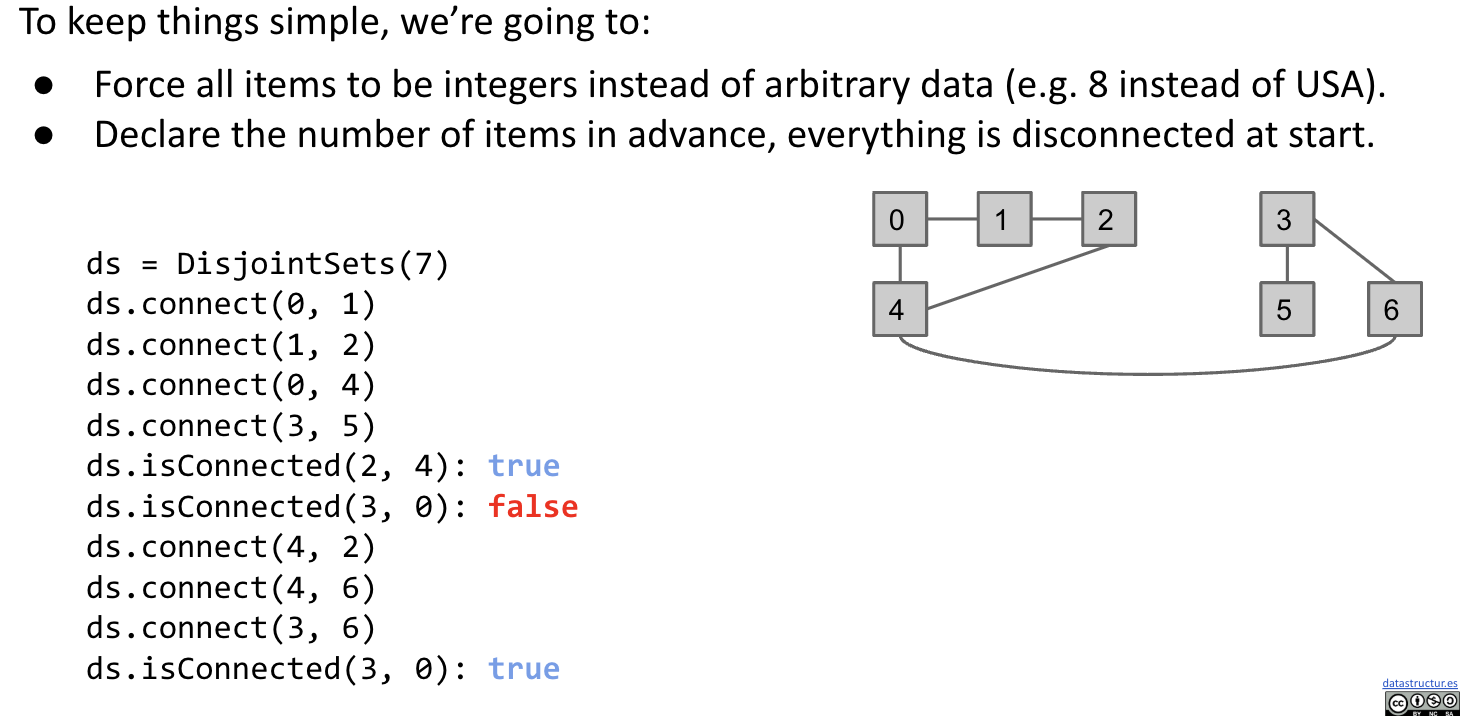 To keep things simple, we’re going to:
● Force all items to be integers instead of arbitrary data (e.g. 8 instead of USA).
● Declare the number of items in advance, everything is disconnected at start.
ds = DisjointSets(7)
ds.connect(0, 1)
ds.connect(1, 2)
ds.connect(0, 4)
ds.connect(3, 5)
ds.isConnected(2, 4): true
ds.isConnected(3, 0): false
ds.connect(4, 2)
ds.connect(4, 6)
ds.connect(3, 6)
ds.isConnected(3, 0): true
0 1 2 3
4 5 6
datastructur.es
cc
BY NC SA